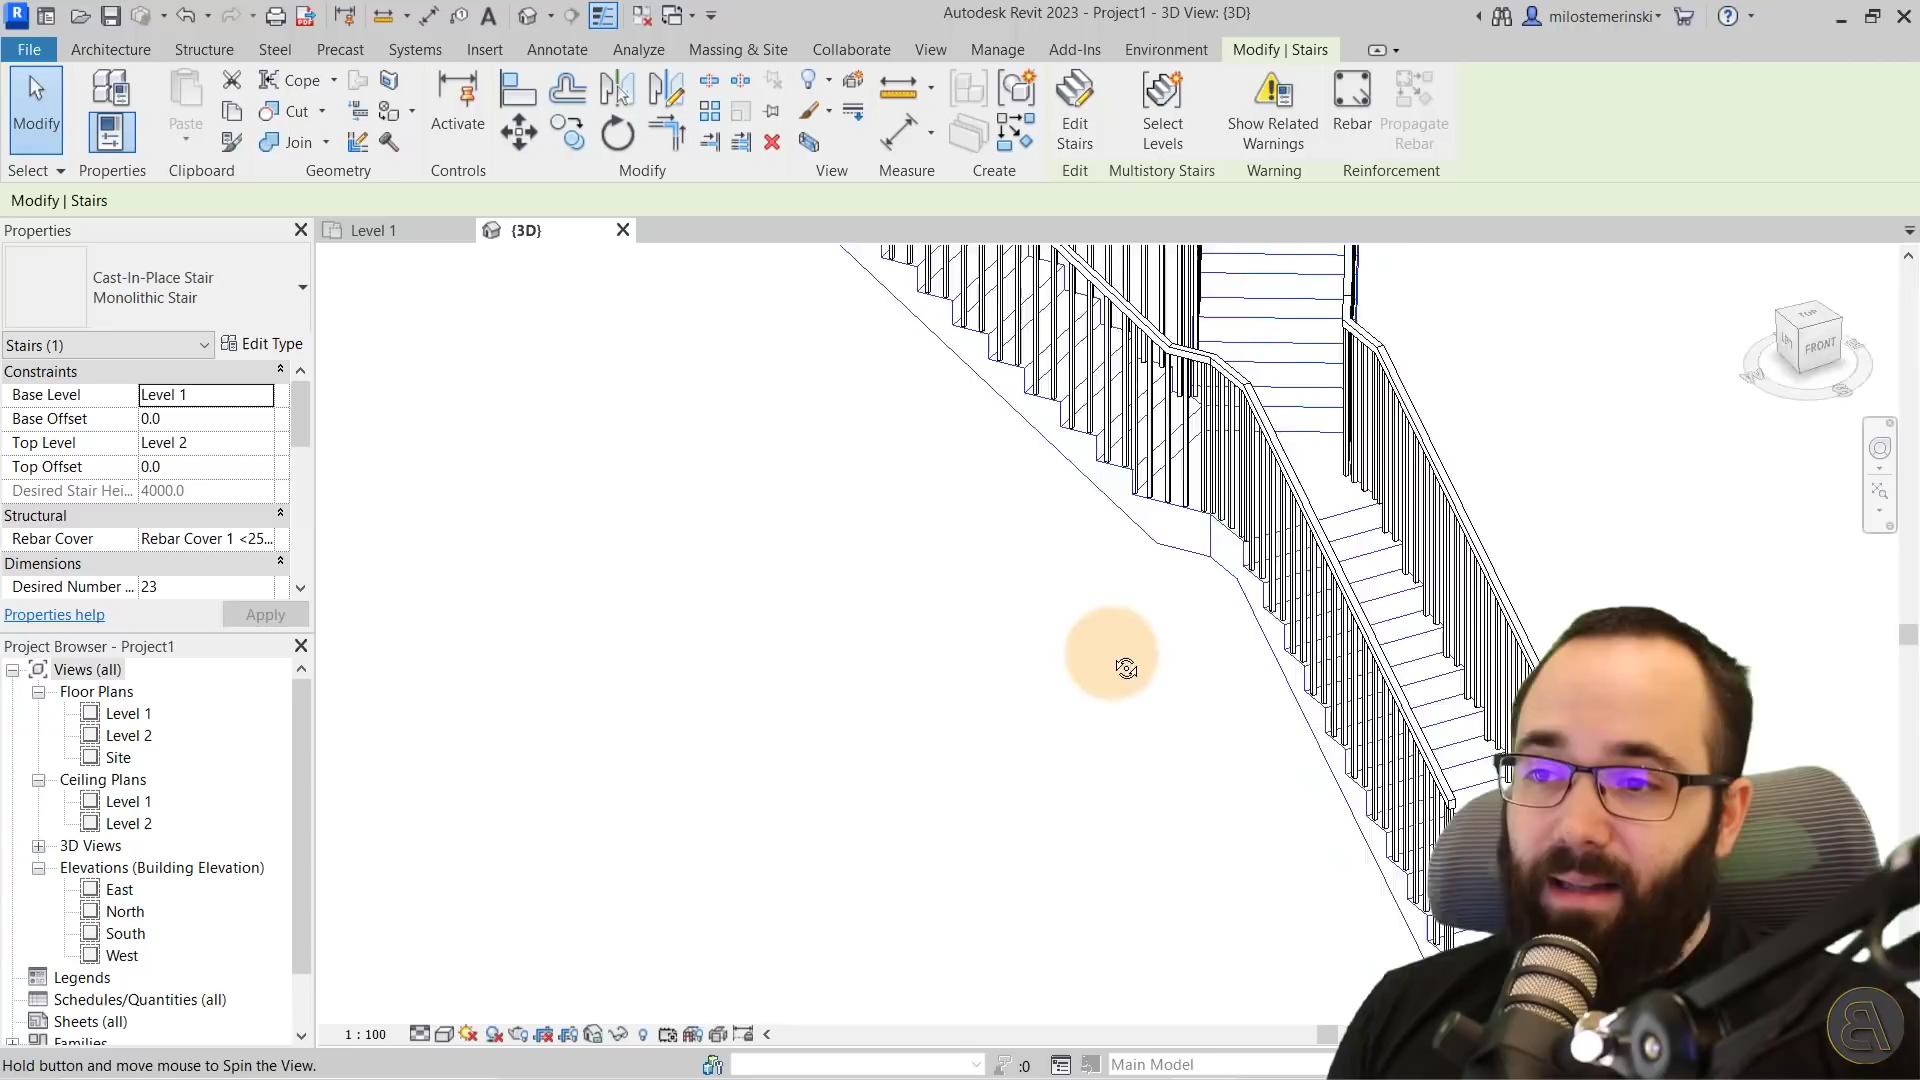 Autodesk Revit 2023 - Project1 - 3D View: {3D}
milostemerinski
File
Architecture
Structure
Steel
Precast
Systems
Insert
Annotate
Analyze
Massing & Site
Collaborate
View
Manage
Add-Ins
Environment
Modify | Stairs
Modify
Paste
Cope
Cut
Join
Activate
Edit
Stairs
Select
Levels
Show Related
Warnings
Rebar
Propagate
Rebar
Select
Properties
Clipboard
Geometry
Controls
Modify
View
Measure
Create
Edit
Multistory Stairs
Warning
Reinforcement
Modify | Stairs
Properties
Level 1
{3D}
Cast-In-Place Stair
Monolithic Stair
Stairs (1)
Edit Type
Constraints
Base Level Level 1
Base Offset 0.0
Top Level Level 2
Top Offset 0.0
Desired Stair Hei... 4000.0
Structural
Rebar Cover Rebar Cover 1 <25...
Dimensions
Desired Number ... 23
Properties help
Apply
Project Browser - Project1
Views (all)
Floor Plans
Level 1
Level 2
Site
Ceiling Plans
Level 1
Level 2
3D Views
Elevations (Building Elevation)
East
North
South
West
Legends
Schedules/Quantities (all)
Sheets (all)
Families
TOP
FRONT
W
S
1 : 100
Hold button and move mouse to Spin the View.
:0
Main Model